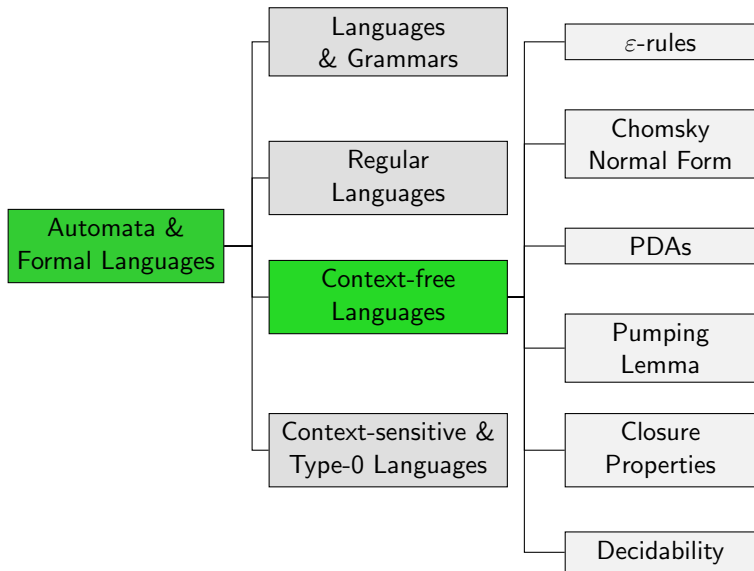 Automata &
Formal Languages
Languages
& Grammars
Regular
Languages
Context-free
Languages
Context-sensitive &
Type-0 Languages
ε-rules
Chomsky
Normal Form
PDAs
Pumping
Lemma
Closure
Properties
Decidability